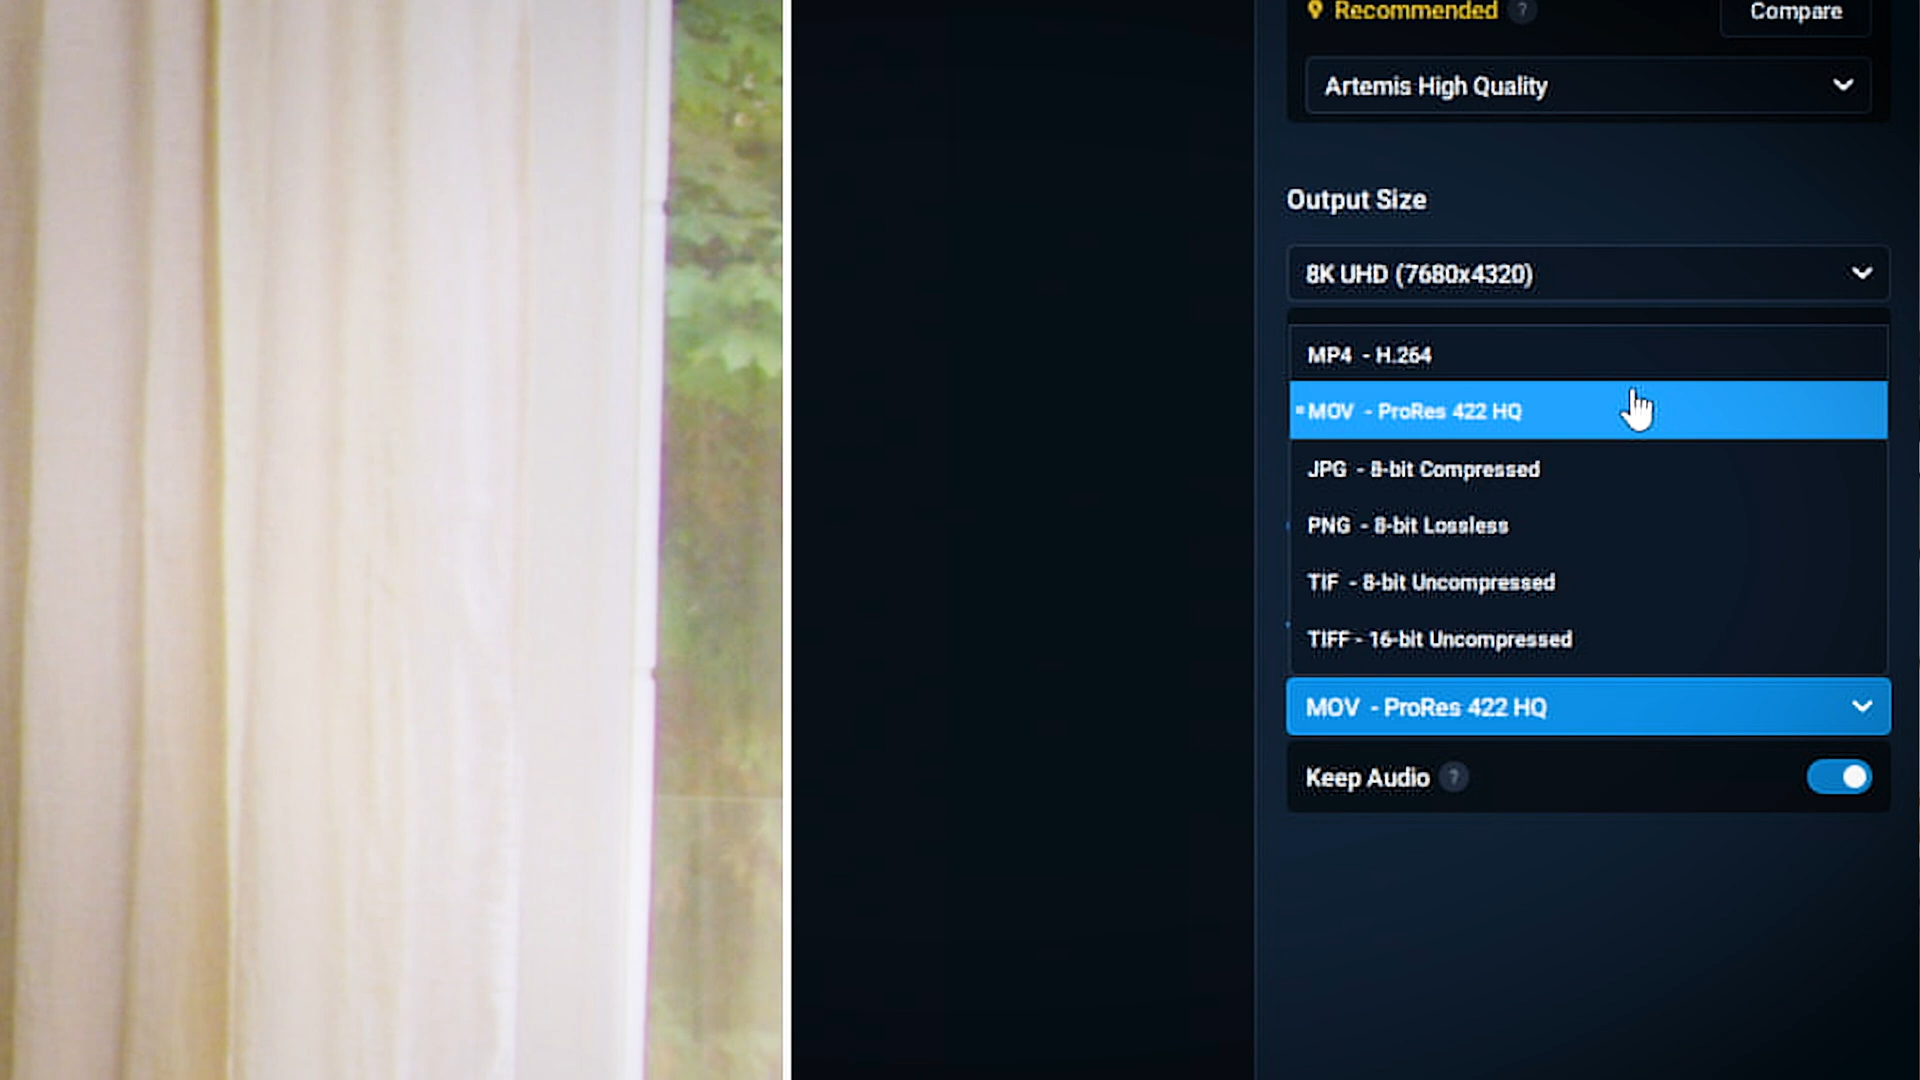 Recommended ?
Compare
Artemis High Quality
Output Size
8K UHD (7680x4320)
MP4 - H.264
MOV - ProRes 422 HQ
JPG - 8-bit Compressed
PNG - 8-bit Lossless
TIF - 8-bit Uncompressed
TIFF - 16-bit Uncompressed
MOV - ProRes 422 HQ
Keep Audio ?